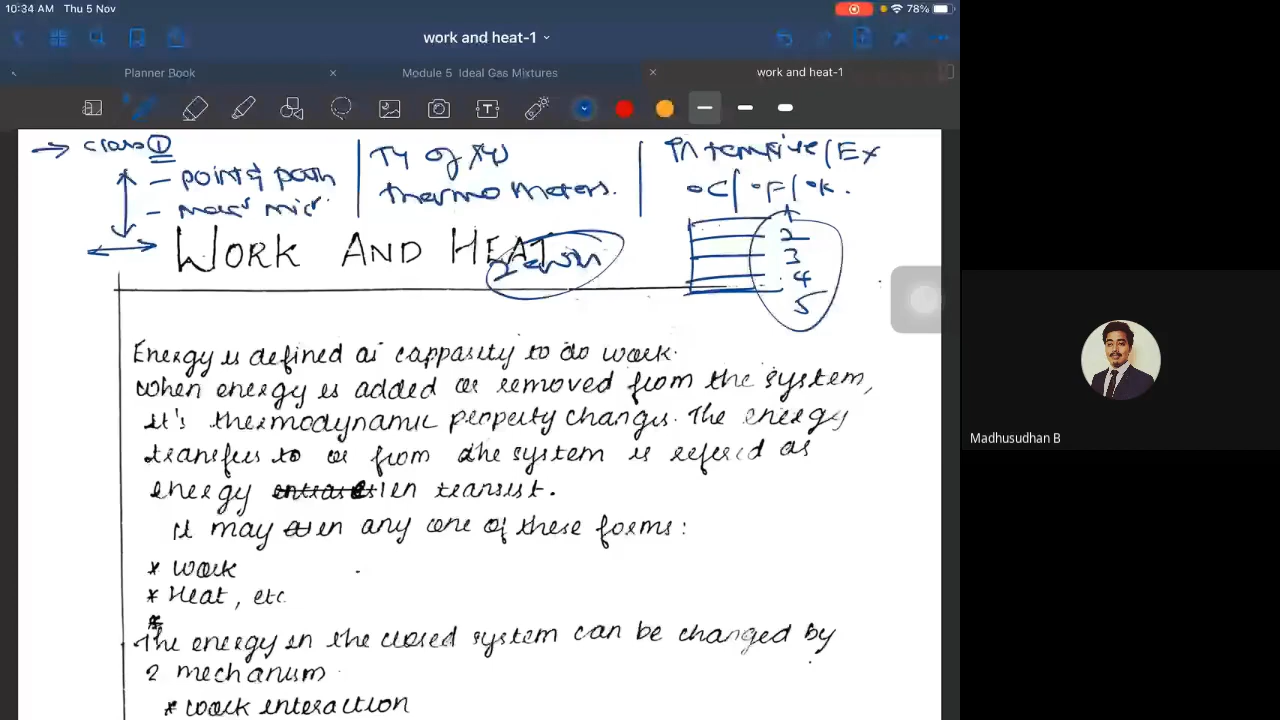 10:34 AM Thu 5 Nov
78%
work and heat-1
Planner Book
Module 5 Ideal Gas Mixtures
work and heat-1
→ class ①
- point & path
thermo meters.
Intensive/Ex
°C/ °F/ °K.
1
2
3
4
5
WORK AND HEAT
Energy is defined as cappasity to do work.
When energy is added or removed from the system,
it's thermodynamic property changes. The energy
transfers to or from the system is refered as
energy in transist.
It may in any one of these forms:
* Work
* Heat, etc
The energy in the closed system can be changed by
2 mechanism
* work interaction
Madhusudhan B